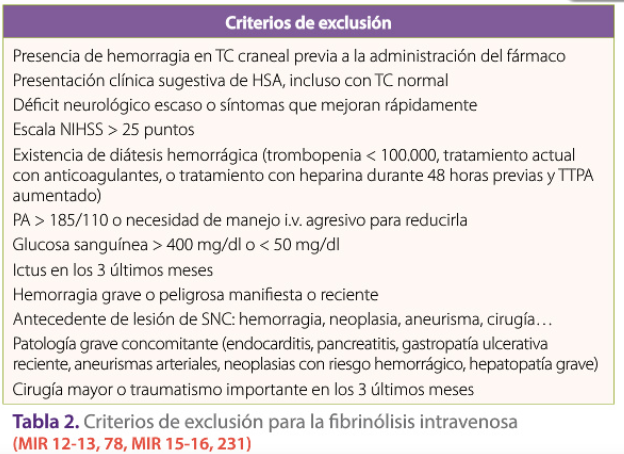 Criterios de exclusión
Presencia de hemorragia en TC craneal previa a la administración del fármaco
Presentación clínica sugestiva de HSA, incluso con TC normal
Déficit neurológico escaso o síntomas que mejoran rápidamente
Escala NIHSS > 25 puntos
Existencia de diátesis hemorrágica (trombopenia < 100.000, tratamiento actual
con anticoagulantes, o tratamiento con heparina durante 48 horas previas y TTPA
aumentado)
PA > 185/110 o necesidad de manejo i.v. agresivo para reducirla
Glucosa sanguínea > 400 mg/dl o < 50 mg/dl
Ictus en los 3 últimos meses
Hemorragia grave o peligrosa manifiesta o reciente
Antecedente de lesión de SNC: hemorragia, neoplasia, aneurisma, cirugía…
Patología grave concomitante (endocarditis, pancreatitis, gastropatía ulcerativa
reciente, aneurismas arteriales, neoplasias con riesgo hemorrágico, hepatopatía grave)
Cirugía mayor o traumatismo importante en los 3 últimos meses
Tabla 2. Criterios de exclusión para la fibrinólisis intravenosa
(MIR 12-13, 78, MIR 15-16, 231)